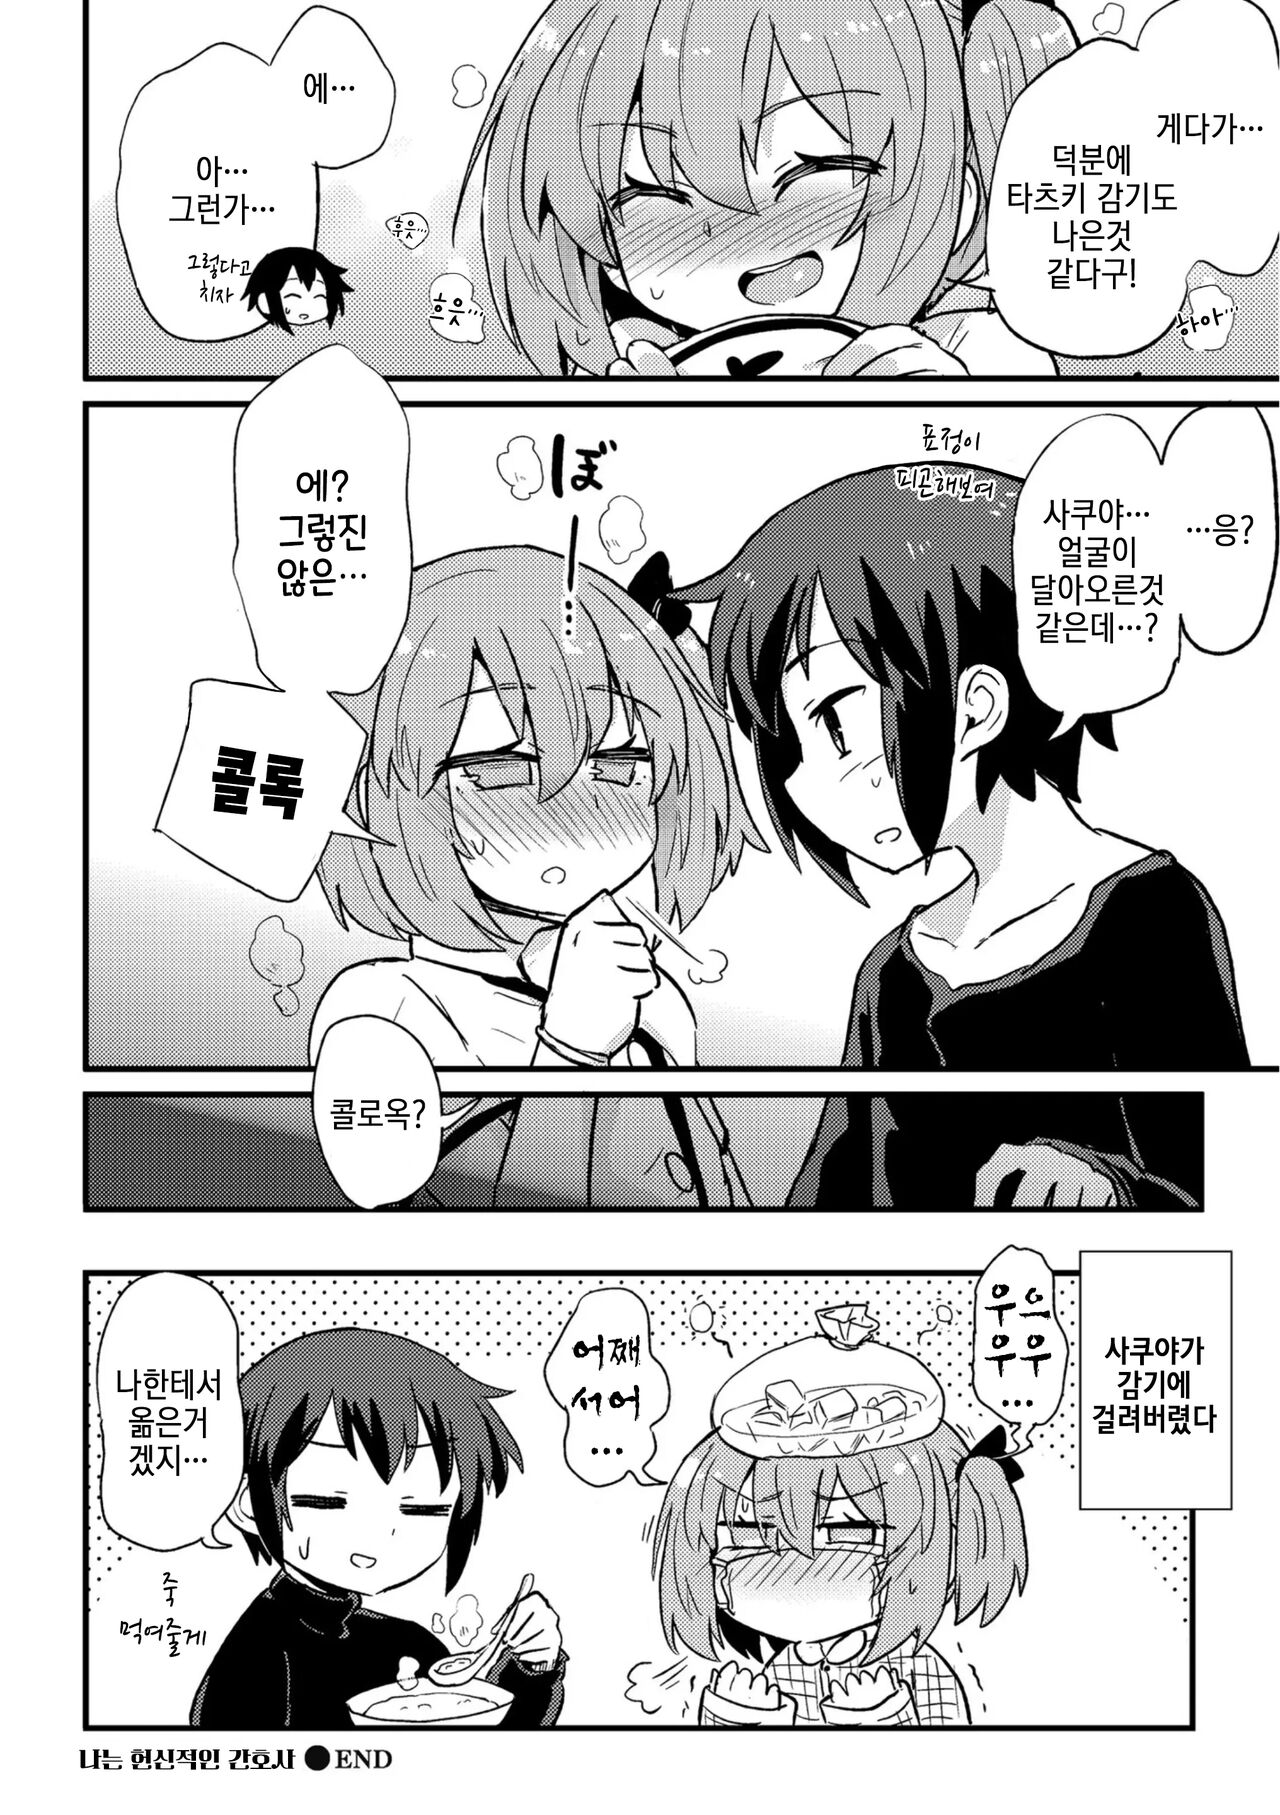 게다가…
덕분에
타츠키 감기도
나은것
같다구!
하아…
흐읏…
후읏…
에…
아…
그런가…
그렇다고
치자
…응?
사쿠야…
얼굴이
달아오른것
같은데…?
표정이
피곤해보여
ぼ…
에?
그렇진
않은…
콜록
콜로옥?
사쿠야가
감기에
걸려버렸다
우으
우우
…
어째
서어
…
나한테서
옮은거
겠지…
죽
먹여줄게
나는 헌신적인 간호사 ● END